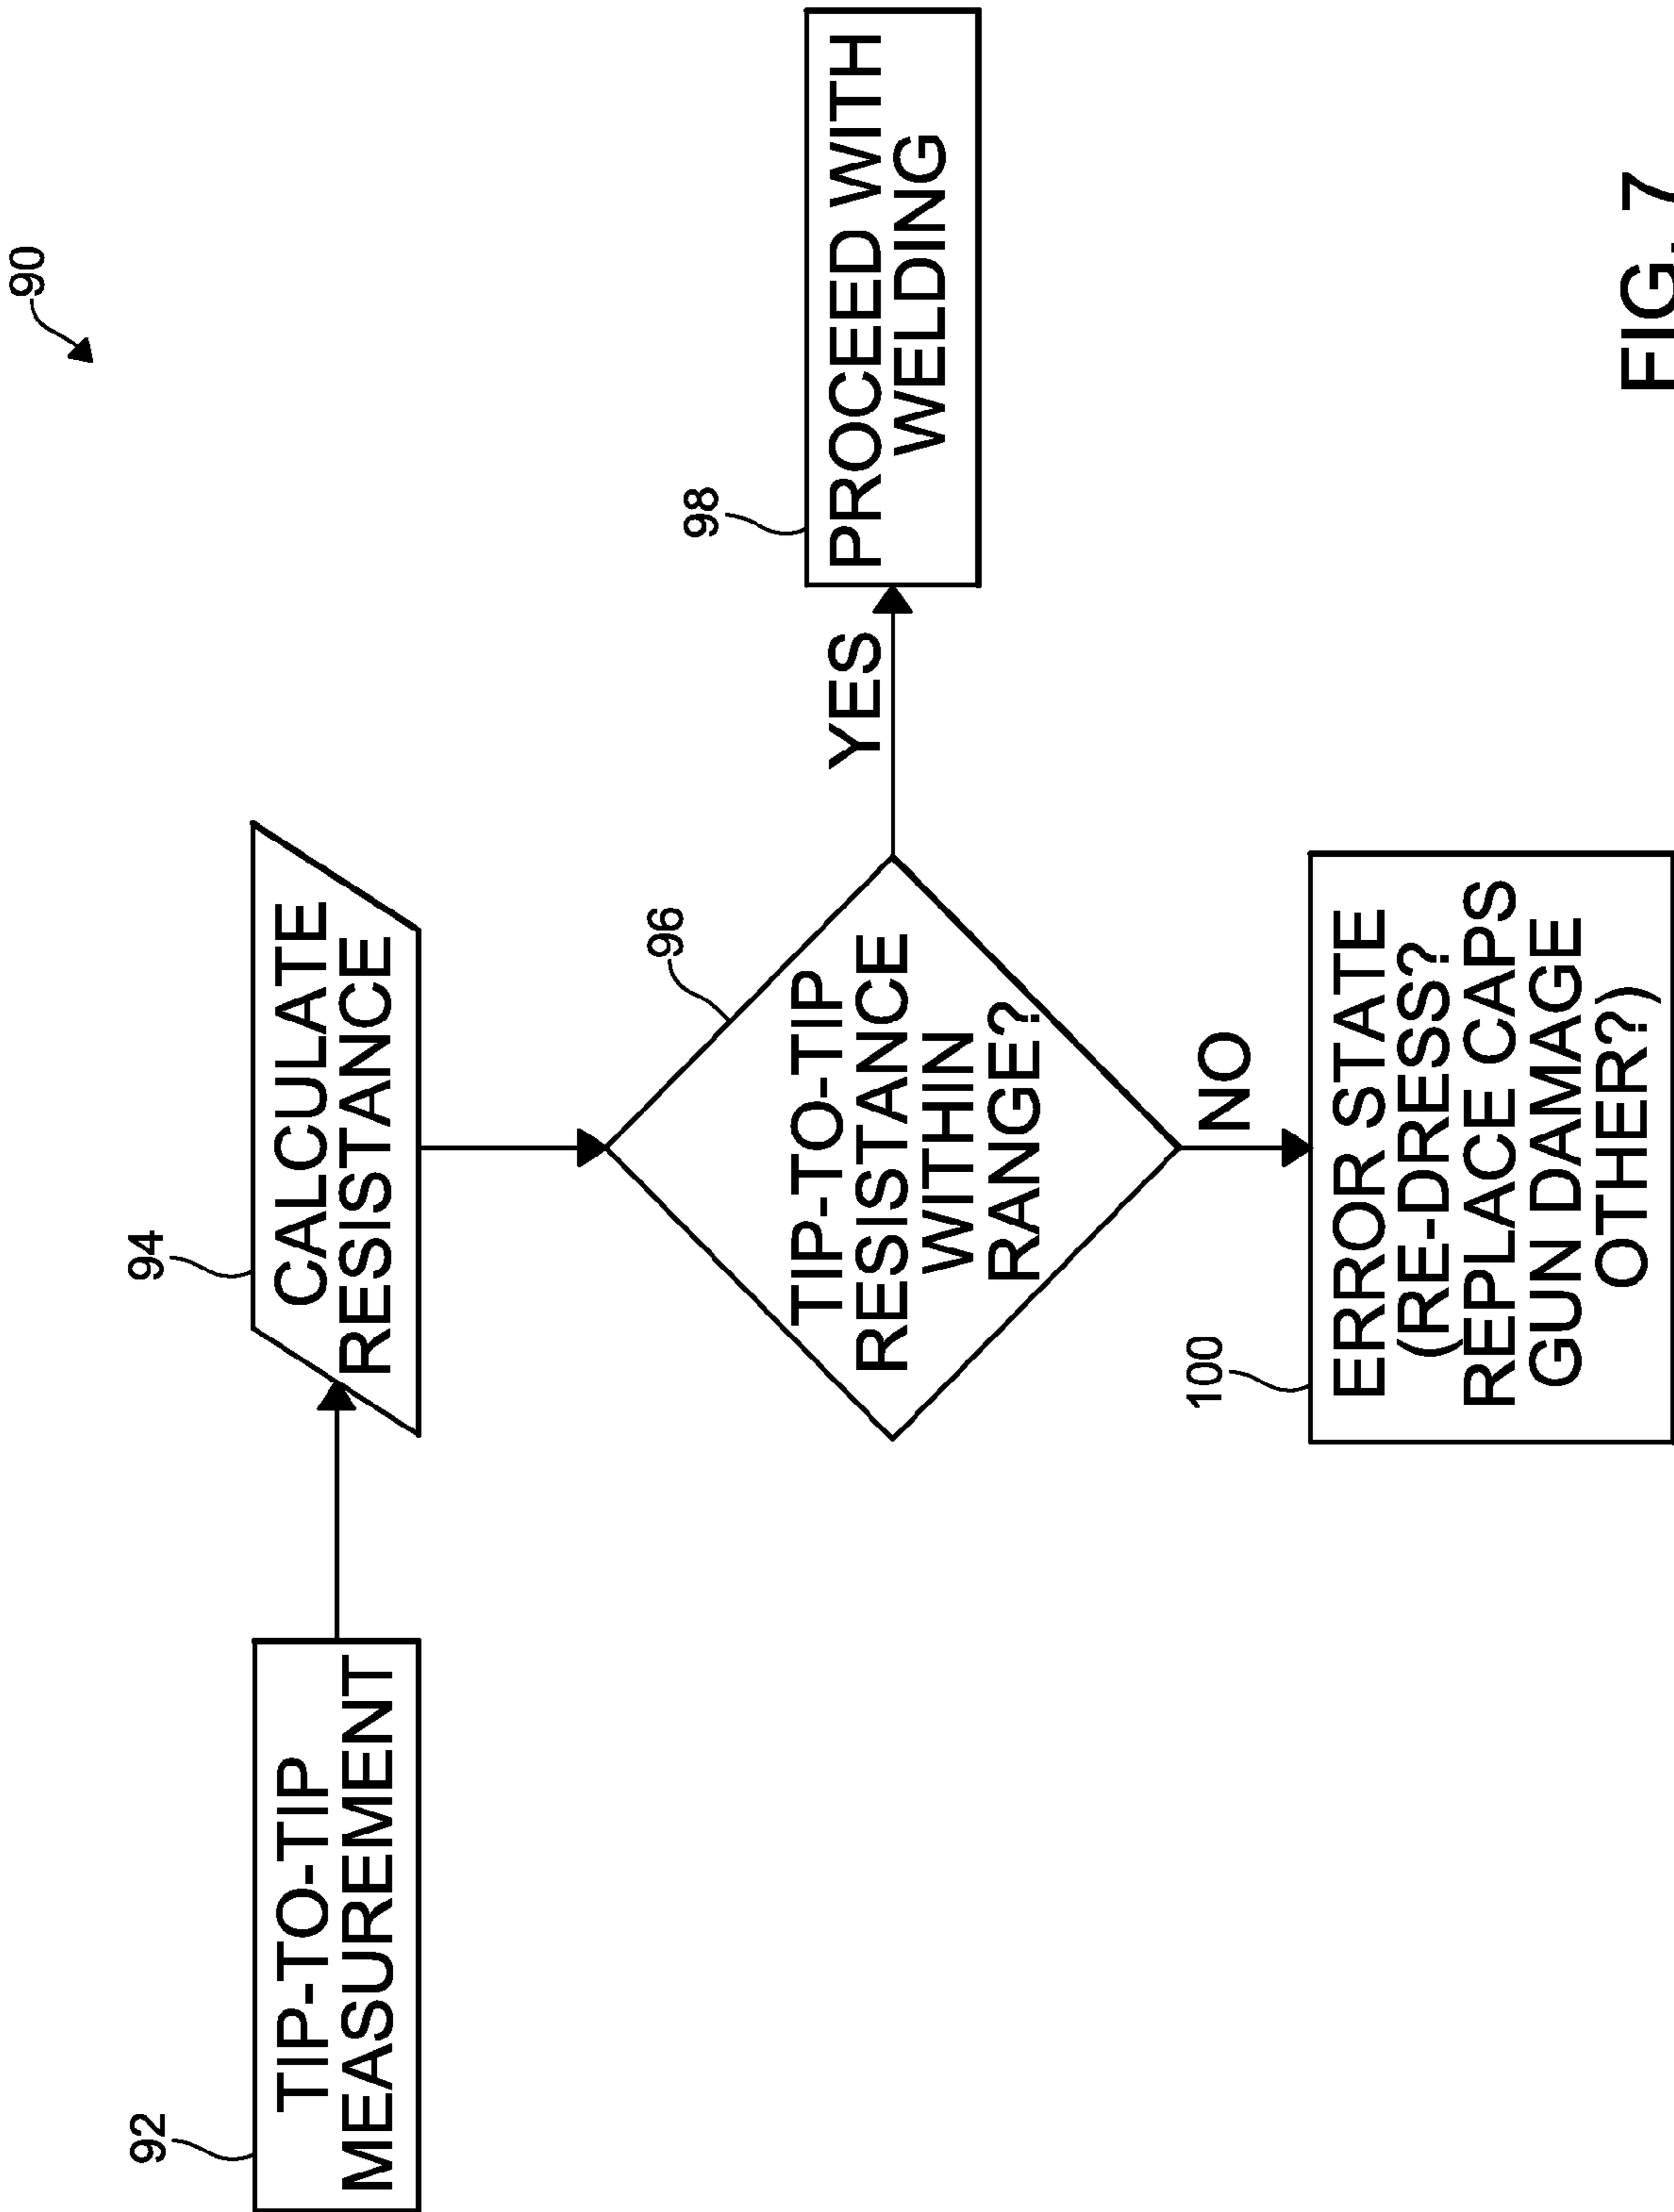 90
92
TIP-TO-TIP
MEASUREMENT
94
CALCULATE
RESISTANCE
96
TIP-TO-TIP
RESISTANCE
WITHIN
RANGE?
YES
98
PROCEED WITH
WELDING
NO
100
ERROR STATE
(RE-DRESS?
REPLACE CAPS
GUN DAMAGE
OTHER?)
FIG. 7